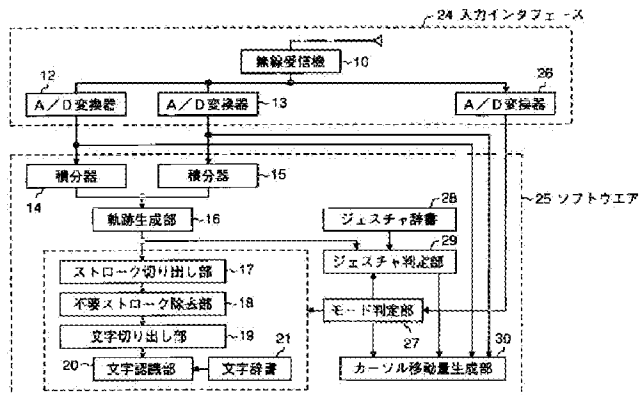 24 入力インタフェース
無線受信機 10
12 13 26
A/D変換器 A/D変換器 A/D変換器
積分器 積分器
14 15
25 ソフトウエア
軌跡生成部 16
28
ジェスチャ辞書
29
ジェスチャ判定部
ストローク切り出し部 17
不要ストローク除去部 18
モード判定部
27
文字切り出し部 19
21
30
20 文字認識部 文字辞書
カーソル移動量生成部